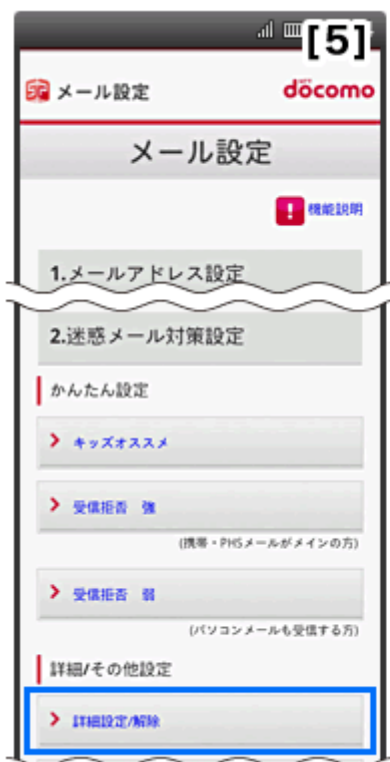 [5]
メール設定
döcomo
メール設定
! 機能説明
1.メールアドレス設定
2.迷惑メール対策設定
かんたん設定
キッズオススメ
受信拒否 強
(携帯・PHSメールがメインの方)
受信拒否 弱
(パソコンメールも受信する方)
詳細/その他設定
詳細設定/解除